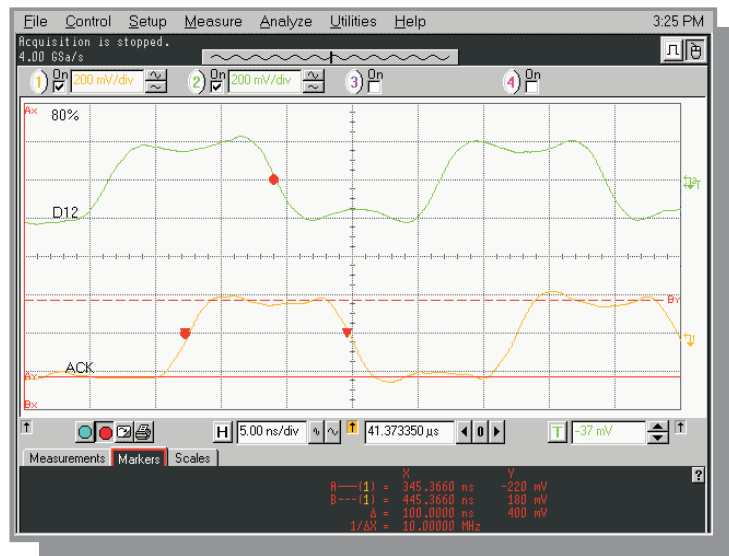 File Control Setup Measure Analyze Utilities Help 3:25 PM
Acquisition is stopped.
4.00 GSa/s
1 On 200 mV/div 2 On 200 mV/div 3 On 4 On
Ax 80%
D12
2 T
By
1
ACK
Ay
Bx
H 5.00 ns/div T 41.373350 µs 0 T -37 mV T
Measurements Markers Scales
?
X Y
A—(1) = 345.3660 ns -220 mV
B---(1) = 445.3660 ns 180 mV
Δ = 100.0000 ns 400 mV
1/ΔX = 10.00000 MHz